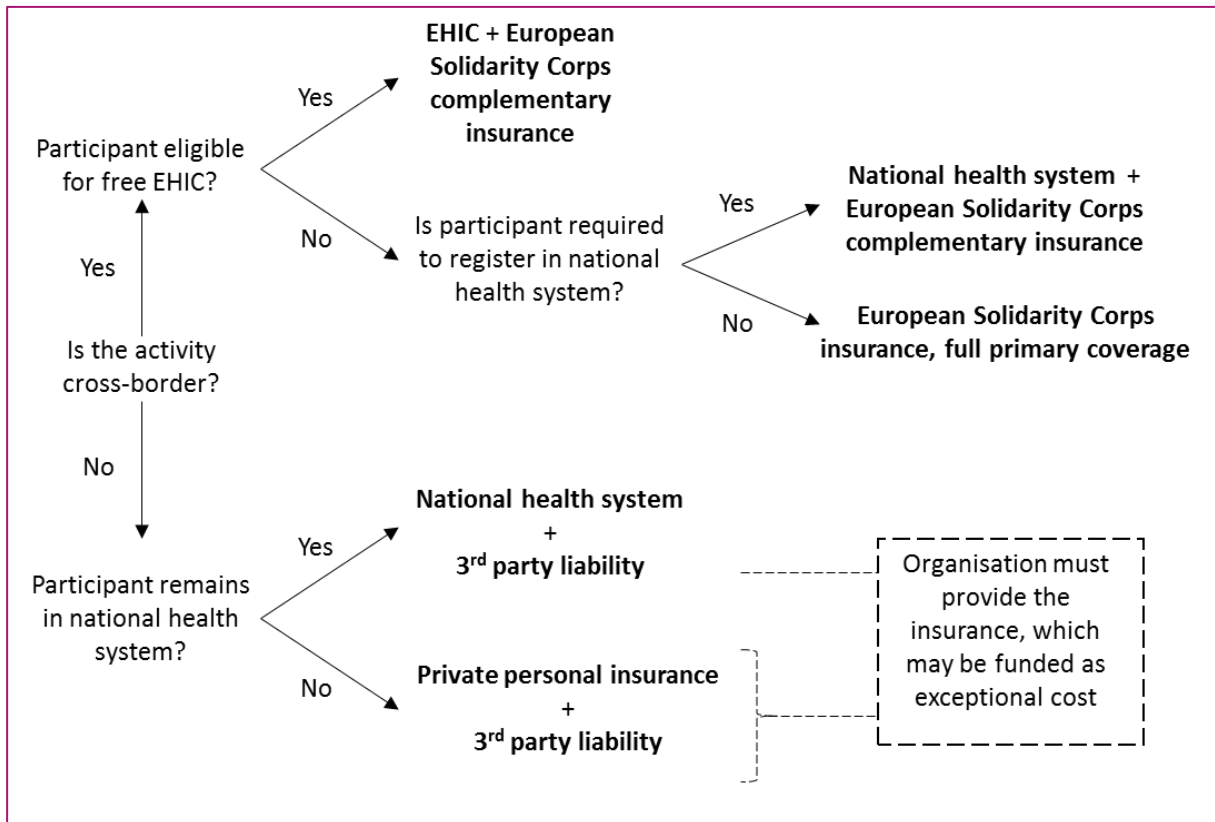 EHIC + European
Solidarity Corps
complementary
insurance
Yes
Participant eligible
for free EHIC?
No
Is participant required
to register in national
health system?
Yes
National health system +
European Solidarity Corps
complementary insurance
No
European Solidarity Corps
insurance, full primary coverage
Yes
Is the activity
cross-border?
No
Participant remains
in national health
system?
Yes
National health system
+
3rd party liability
No
Private personal insurance
+
3rd party liability
Organisation must
provide the
insurance, which
may be funded as
exceptional cost